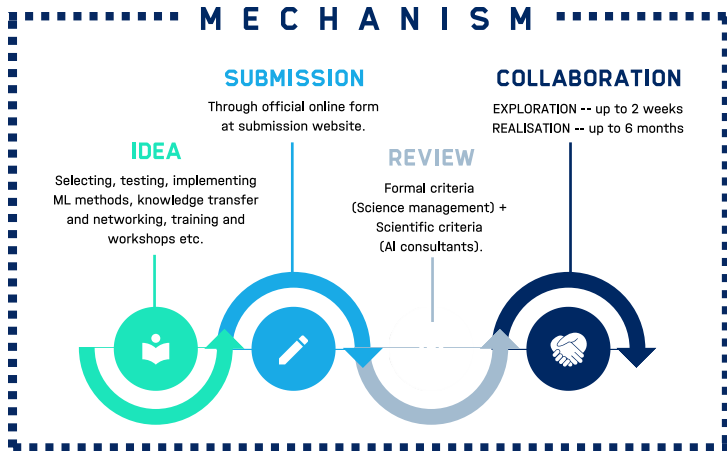 MECHANISM
IDEA
Selecting, testing, implementing
ML methods, knowledge transfer
and networking, training and
workshops etc.
SUBMISSION
Through official online form
at submission website.
REVIEW
Formal criteria
(Science management) +
Scientific criteria
(AI consultants).
COLLABORATION
EXPLORATION -- up to 2 weeks
REALISATION -- up to 6 months